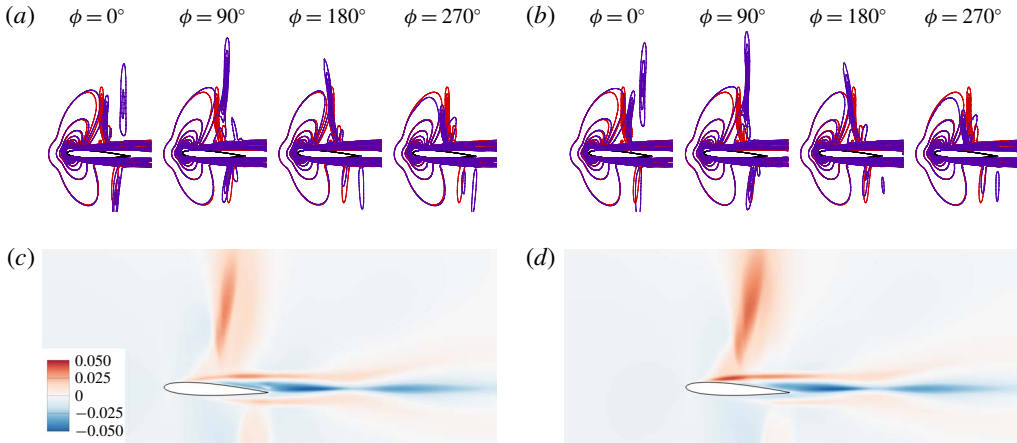 (a) ϕ = 0° ϕ = 90° ϕ = 180° ϕ = 270° (b) ϕ = 0° ϕ = 90° ϕ = 180° ϕ = 270°
(c) (d)
0.050
0.025
0
−0.025
−0.050